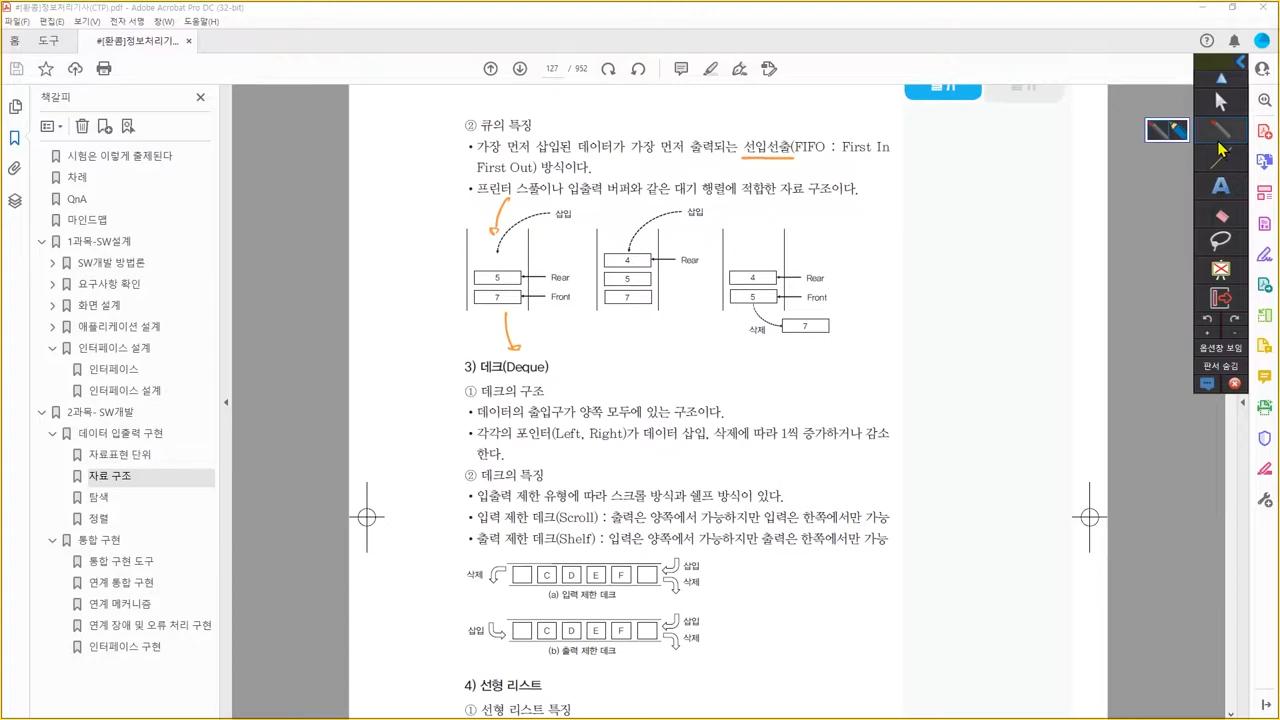 #[환콤]정보처리기사(CTP).pdf - Adobe Acrobat Pro DC (32-bit)
파일(F) 편집(E) 보기(V) 전자 서명 창(W) 도움말(H)
홈 도구 #[환콤]정보처리기... ×
127 / 952
책갈피
시험은 이렇게 출제된다
차례
QnA
마인드맵
1과목-SW설계
SW개발 방법론
요구사항 확인
화면 설계
애플리케이션 설계
인터페이스 설계
인터페이스
인터페이스 설계
2과목- SW개발
데이터 입출력 구현
자료표현 단위
자료 구조
탐색
정렬
통합 구현
통합 구현 도구
연계 통합 구현
연계 메커니즘
연계 장애 및 오류 처리 구현
인터페이스 구현
② 큐의 특징
• 가장 먼저 삽입된 데이터가 가장 먼저 출력되는 선입선출(FIFO : First In
First Out) 방식이다.
• 프린터 스풀이나 입출력 버퍼와 같은 대기 행렬에 적합한 자료 구조이다.
삽입 삽입
4 Rear
5 Rear 5 4 Rear
7 Front 7 5 Front
삭제 7
3) 데크(Deque)
① 데크의 구조
• 데이터의 출입구가 양쪽 모두에 있는 구조이다.
• 각각의 포인터(Left, Right)가 데이터 삽입, 삭제에 따라 1씩 증가하거나 감소
한다.
② 데크의 특징
• 입출력 제한 유형에 따라 스크롤 방식과 쉘프 방식이 있다.
• 입력 제한 데크(Scroll) : 출력은 양쪽에서 가능하지만 입력은 한쪽에서만 가능
• 출력 제한 데크(Shelf) : 입력은 양쪽에서 가능하지만 출력은 한쪽에서만 가능
삽입
삭제 C D E F 삭제
(a) 입력 제한 데크
삽입
삽입 C D E F 삭제
(b) 출력 제한 데크
4) 선형 리스트
① 선형 리스트 특징
A
옵션창 보임
판서 숨김